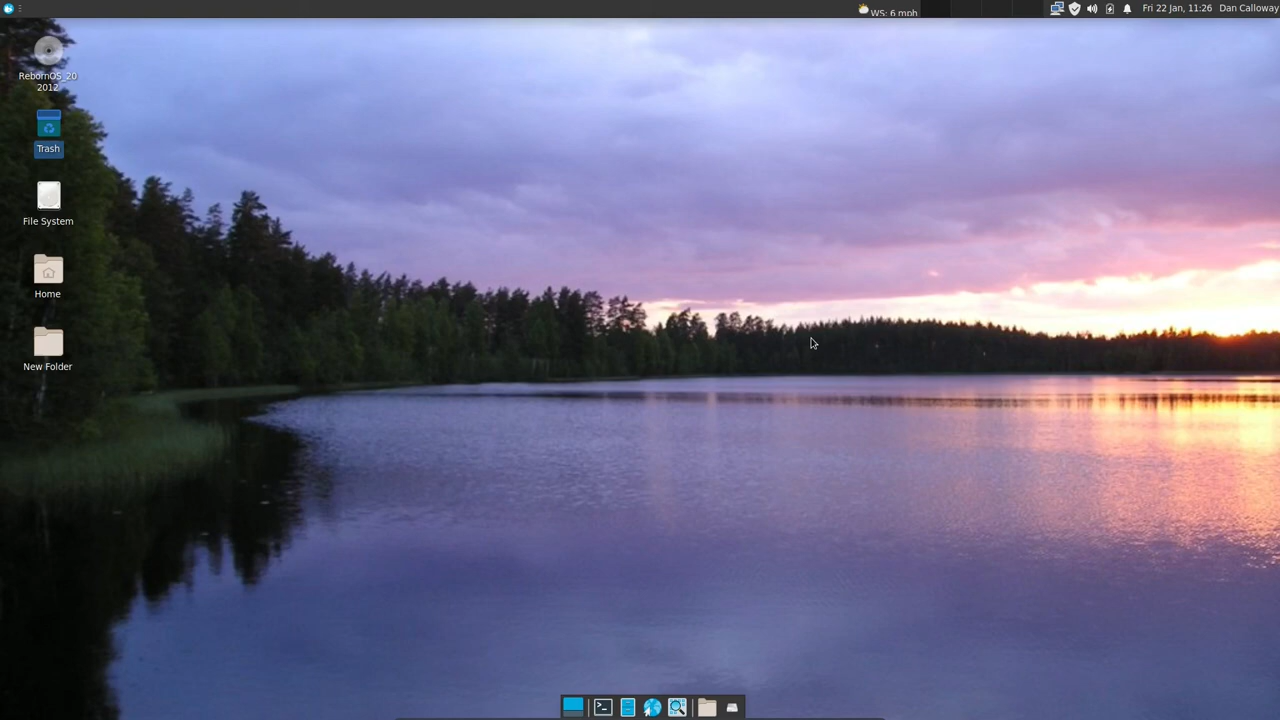 WS: 6 mph
Fri 22 Jan, 11:26 Dan Calloway
RebornOS_20
2012
Trash
File System
Home
New Folder